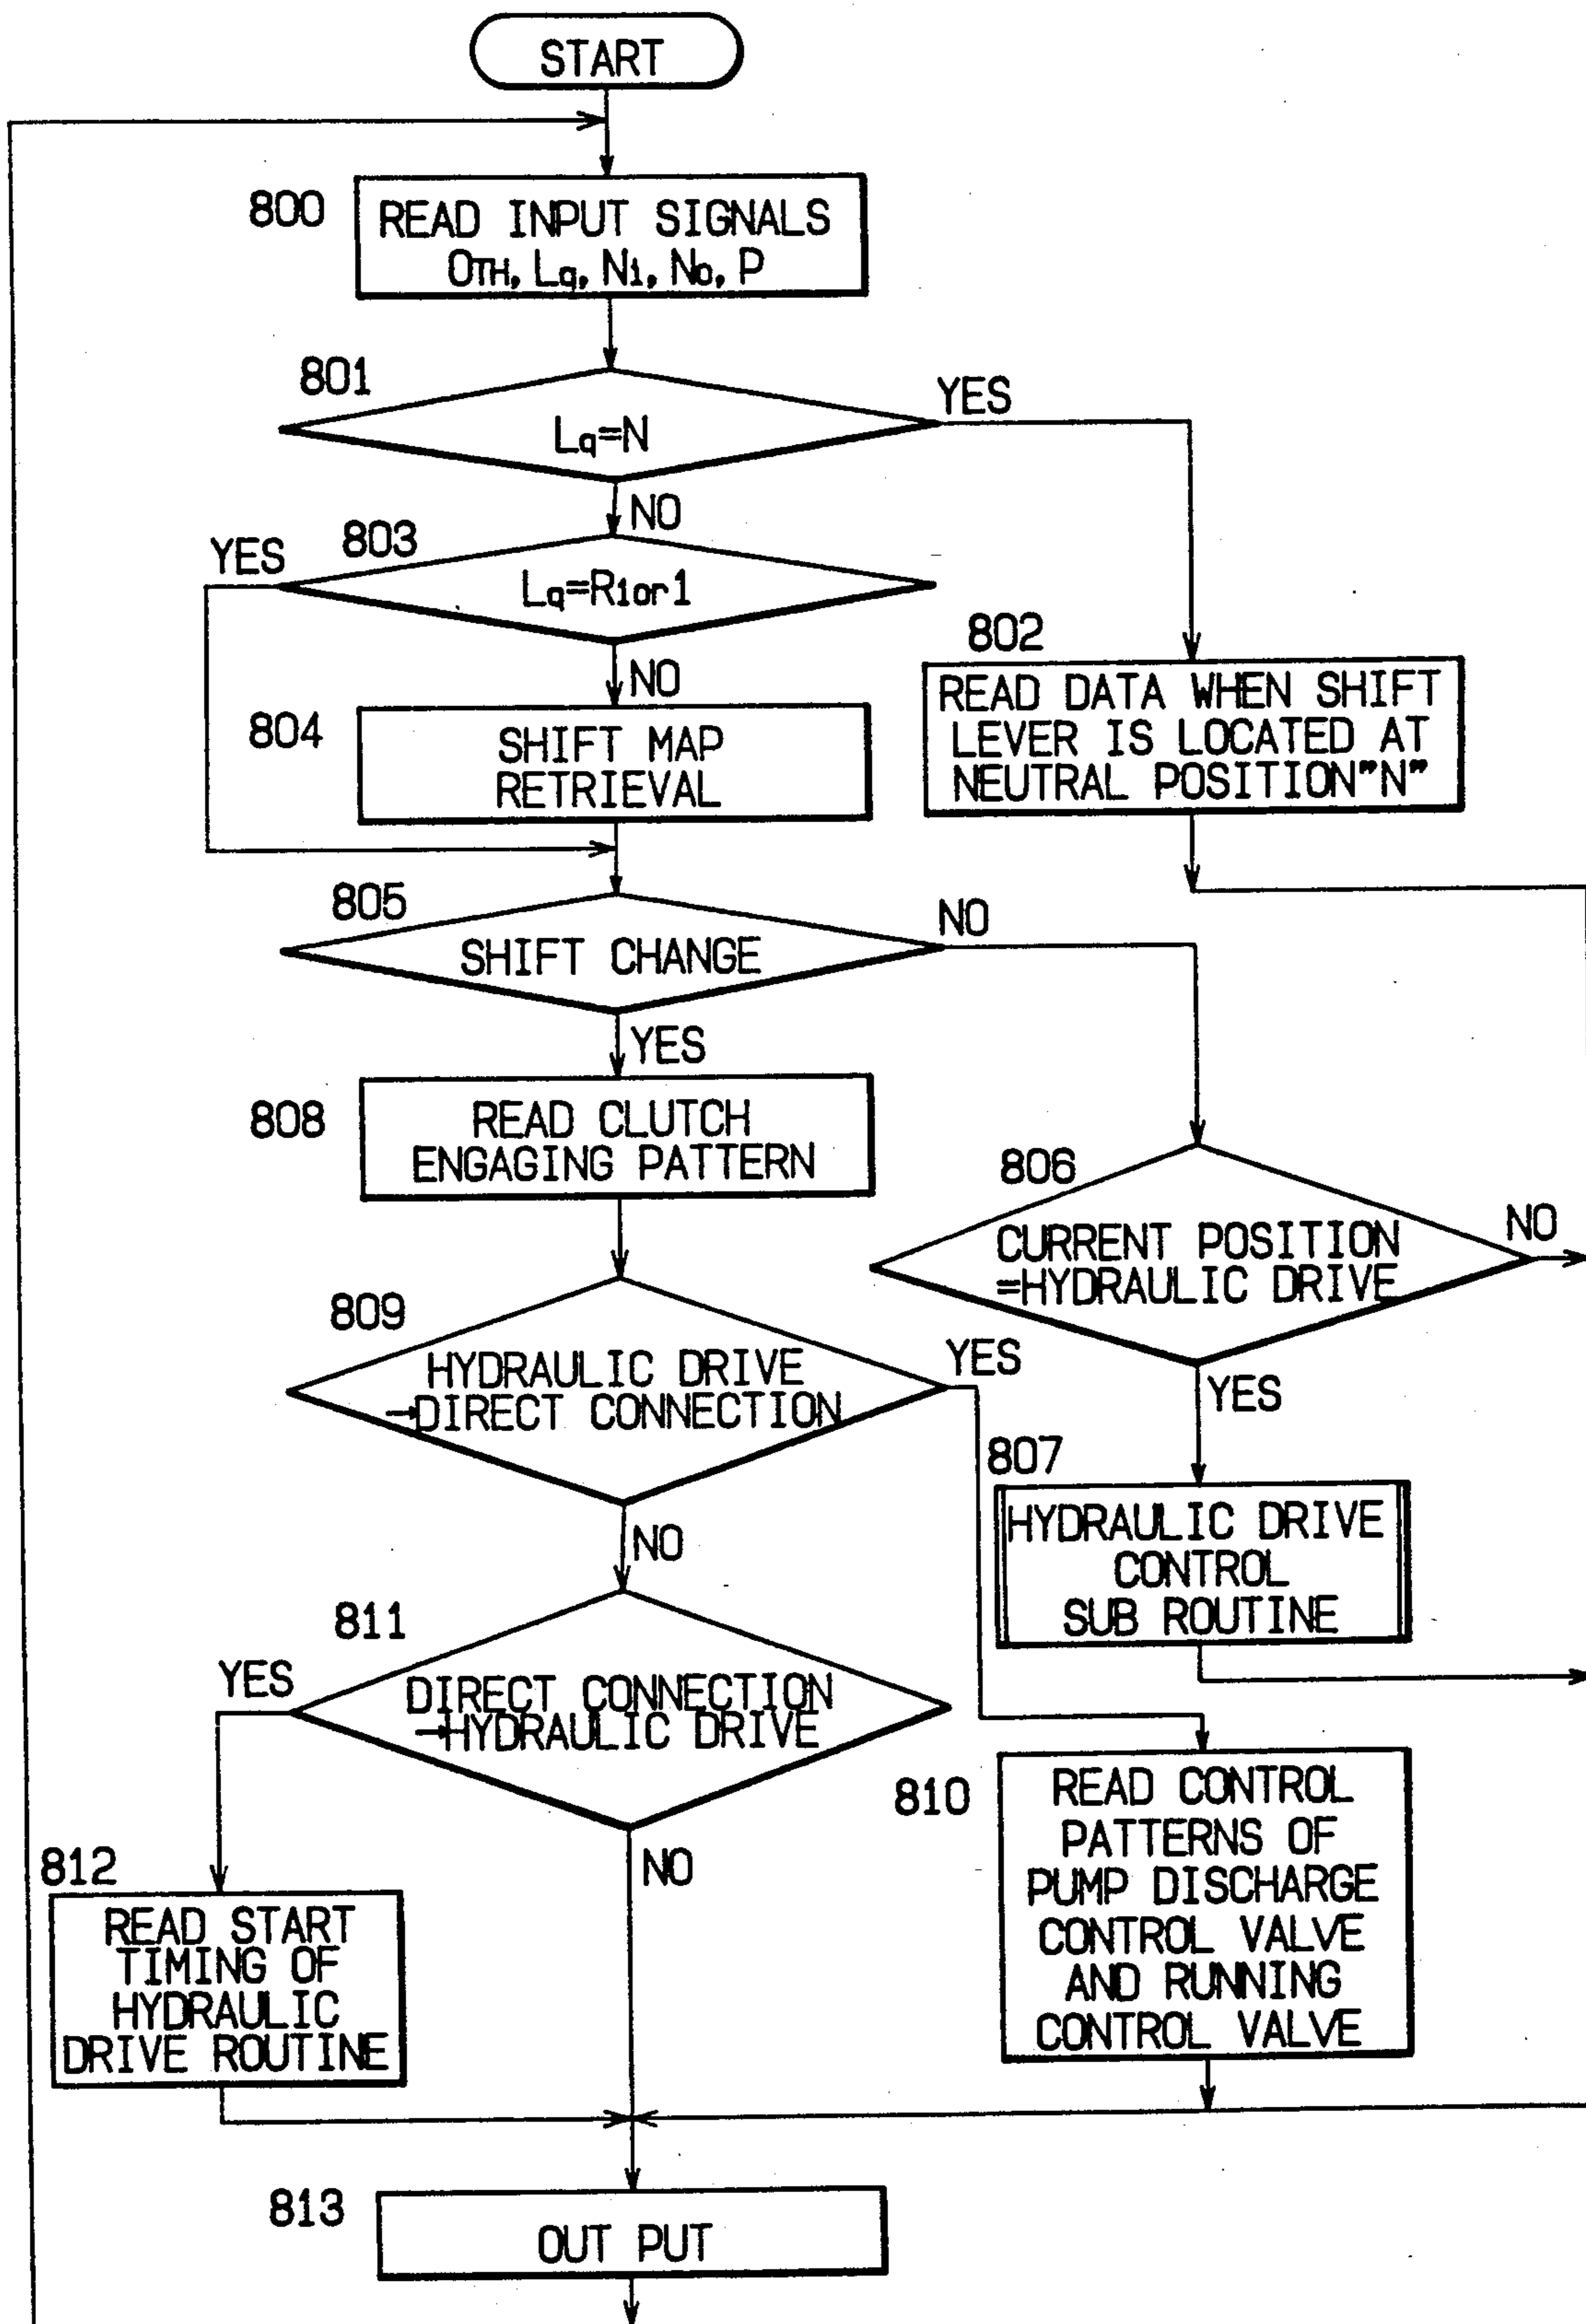 START
800
READ INPUT SIGNALS
OTH, Lq, Ni, No, P
801
Lq=N
YES
NO
803
YES
Lq=R1or1
NO
802
READ DATA WHEN SHIFT
LEVER IS LOCATED AT
NEUTRAL POSITION"N"
804
SHIFT MAP
RETRIEVAL
805
SHIFT CHANGE
NO
YES
808
READ CLUTCH
ENGAGING PATTERN
806
CURRENT POSITION
=HYDRAULIC DRIVE
NO
YES
809
HYDRAULIC DRIVE
→DIRECT CONNECTION
YES
NO
807
HYDRAULIC DRIVE
CONTROL
SUB ROUTINE
811
YES
DIRECT CONNECTION
→HYDRAULIC DRIVE
NO
810
READ CONTROL
PATTERNS OF
PUMP DISCHARGE
CONTROL VALVE
AND RUNNING
CONTROL VALVE
812
READ START
TIMING OF
HYDRAULIC
DRIVE ROUTINE
813
OUT PUT